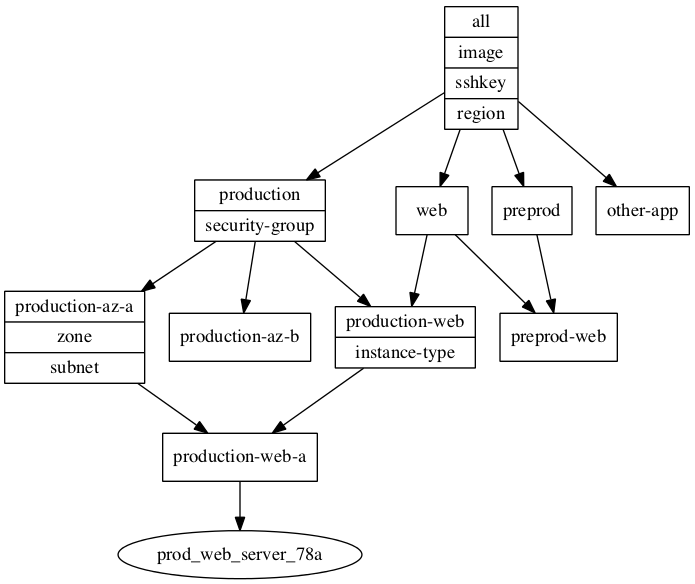 all
image
sshkey
region
production
security-group
web
preprod
other-app
production-az-a
zone
subnet
production-az-b
production-web
instance-type
preprod-web
production-web-a
prod_web_server_78a